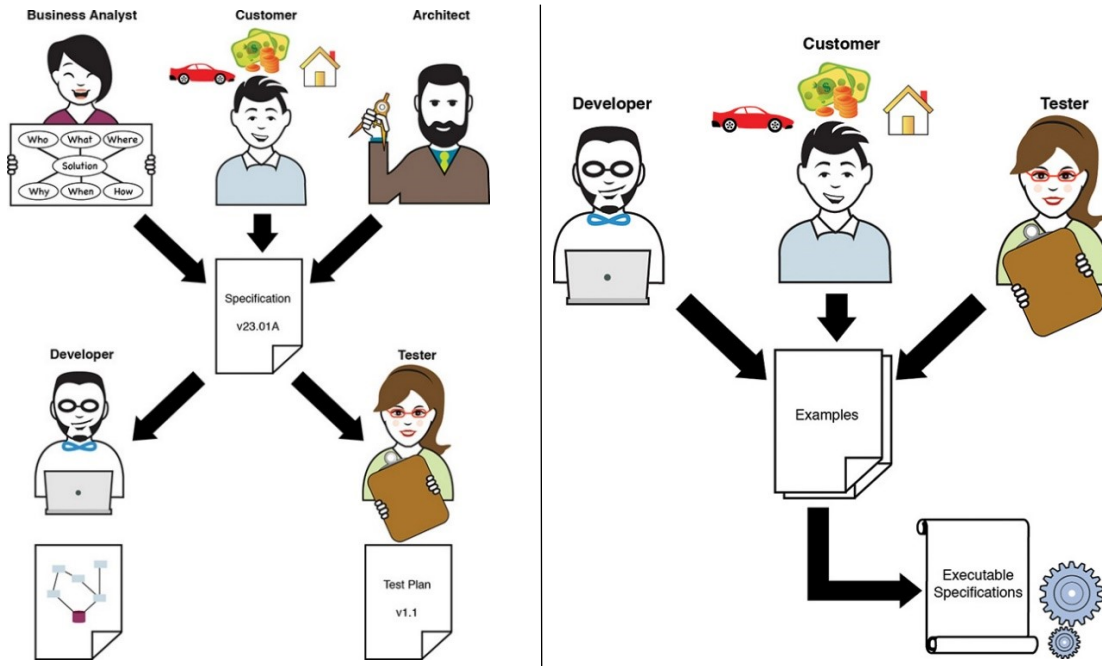 Business Analyst
Customer
Architect
Who
What
Where
Solution
Why
When
How
Specification
v23.01A
Developer
Tester
Test Plan
v1.1
Customer
Developer
Tester
Examples
Executable
Specifications